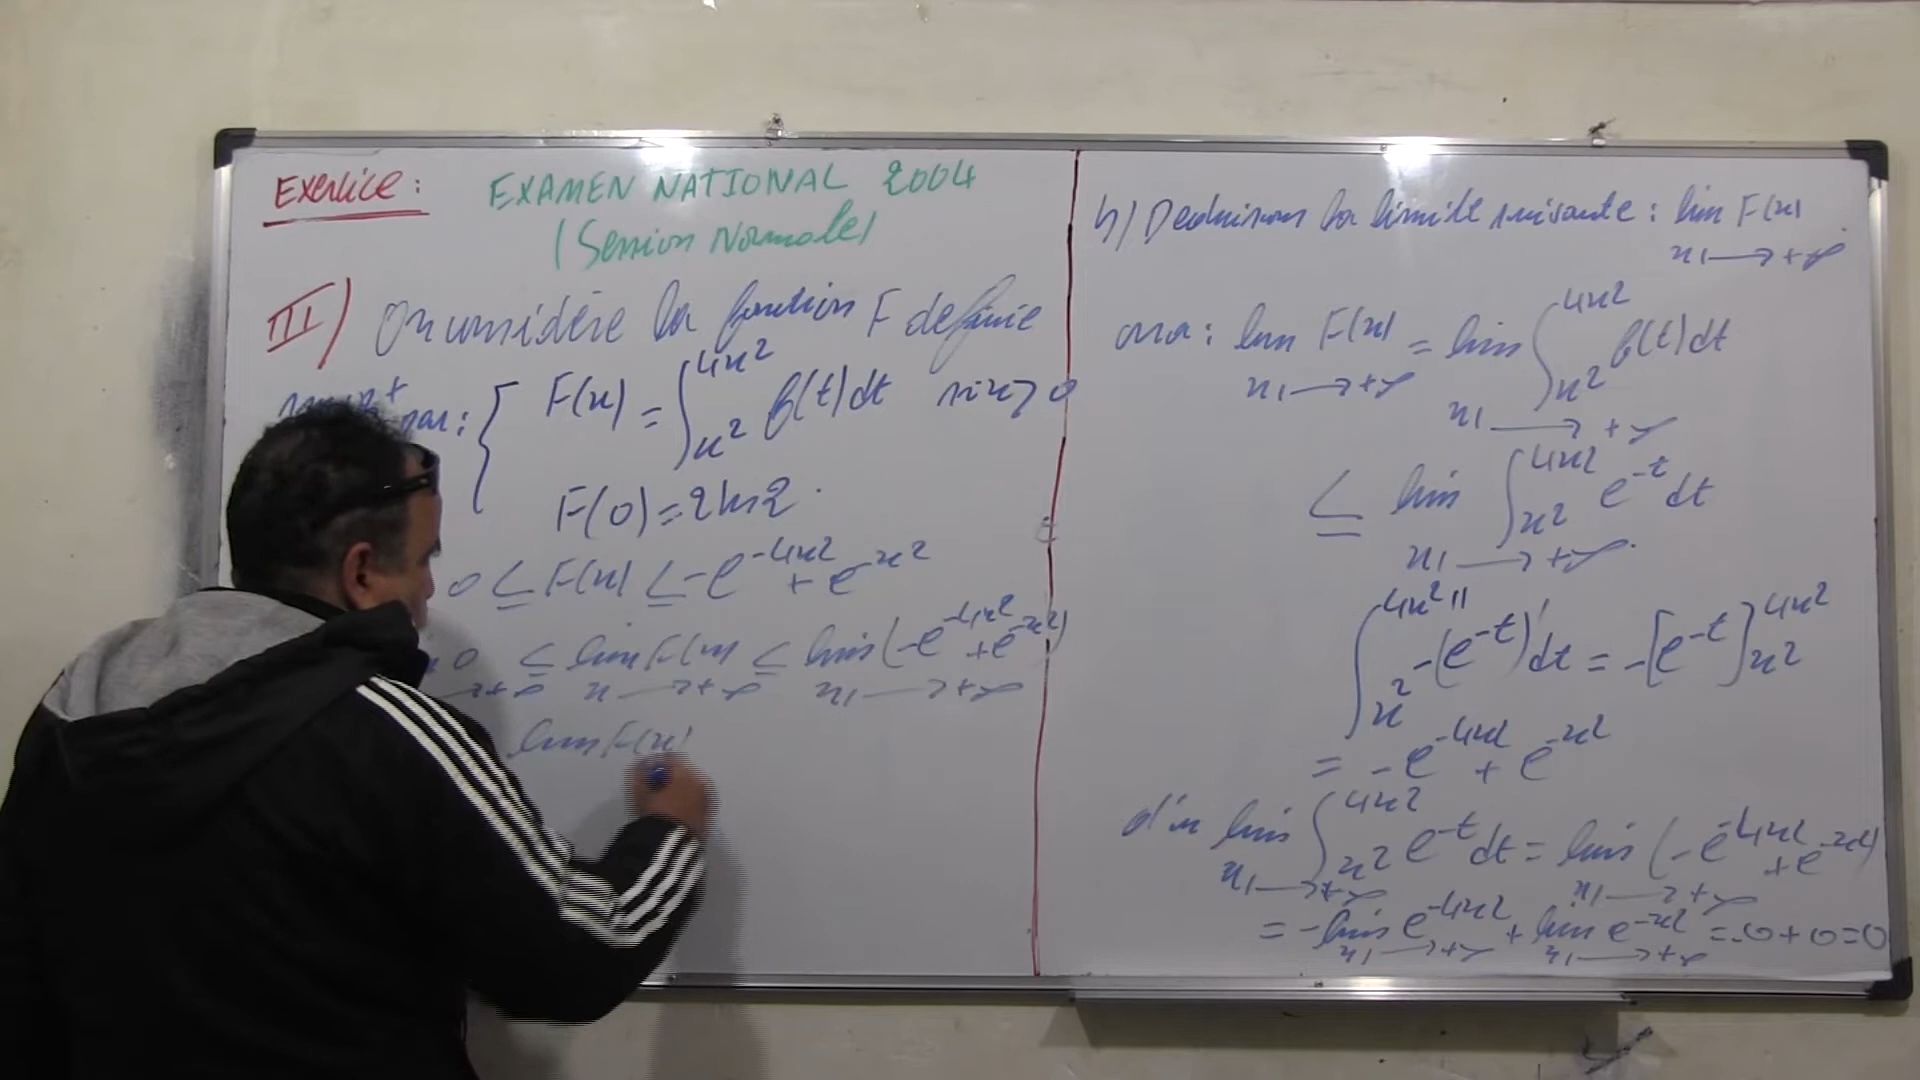 Exercice : EXAMEN NATIONAL 2004
(Session Normale)
III) On considère la fonction F definie
par : { F(x) = ∫_{x²}^{4x²} f(t)dt si x > 0
F(0) = 2ln2.
0 ≤ F(x) ≤ -e^{-4x²} + e^{-x²}
0 ≤ lim F(x) ≤ lim (-e^{-4x²} + e^{-x²})
→+∞ x→+∞ x→+∞
lim F(x)
b) Deduisons la limite suivante : lim F(x)
x→+∞
on a : lim F(x) = lim ∫_{x²}^{4x²} f(t)dt
x→+∞ x→+∞
≤ lim ∫_{x²}^{4x²} e^{-t} dt
x→+∞
∫_{x²}^{4x²} -(e^{-t})' dt = -[e^{-t}]_{x²}^{4x²}
= -e^{-4x²} + e^{-x²}
d'où lim ∫_{x²}^{4x²} e^{-t} dt = lim (-e^{-4x²} + e^{-x²})
x→+∞ x→+∞
= -lim e^{-4x²} + lim e^{-x²} = -0 + 0 = 0
x→+∞ x→+∞